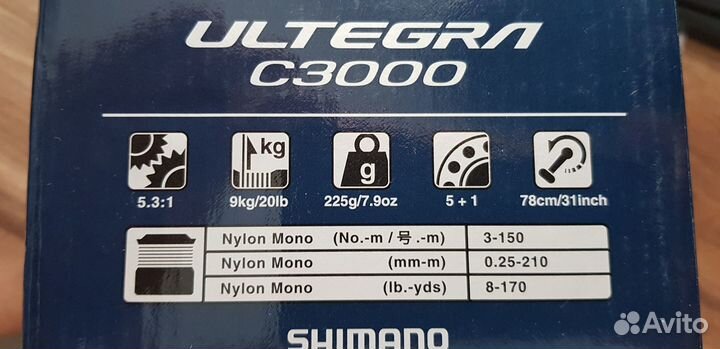 ULTEGRA
C3000
kg
g
5.3:1 9kg/20lb 225g/7.9oz 5 + 1 78cm/31inch
Nylon Mono (No.-m / 号.-m) 3-150
Nylon Mono (mm-m) 0.25-210
Nylon Mono (lb.-yds) 8-170
SHIMANO
Avito